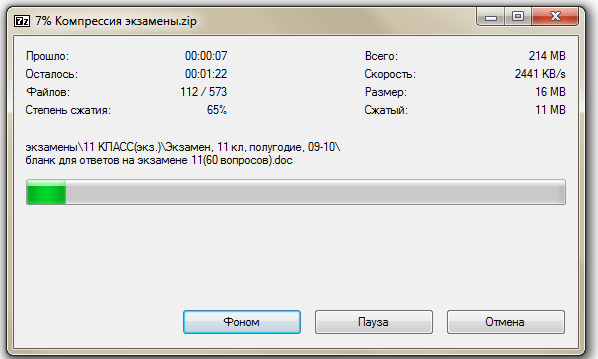 7z 7% Компрессия экзамены.zip
Прошло: 00:00:07 Всего: 214 MB
Осталось: 00:01:22 Скорость: 2441 KB/s
Файлов: 112 / 573 Размер: 16 MB
Степень сжатия: 65% Сжатый: 11 MB
экзамены\11 КЛАСС(экз.)\Экзамен, 11 кл, полугодие, 09-10\
бланк для ответов на экзамене 11(60 вопросов).doc
Фоном Пауза Отмена